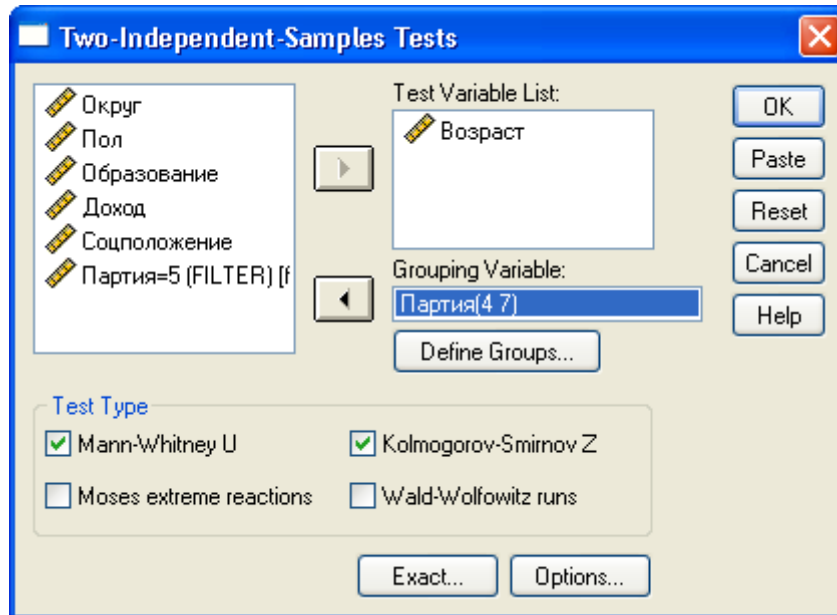 Two-Independent-Samples Tests
Округ
Пол
Образование
Доход
Соцположение
Партия=5 (FILTER) [f
Test Variable List:
Возраст
Grouping Variable:
Партия(4 7)
Define Groups...
OK
Paste
Reset
Cancel
Help
Test Type
Mann-Whitney U
Kolmogorov-Smirnov Z
Moses extreme reactions
Wald-Wolfowitz runs
Exact...
Options...